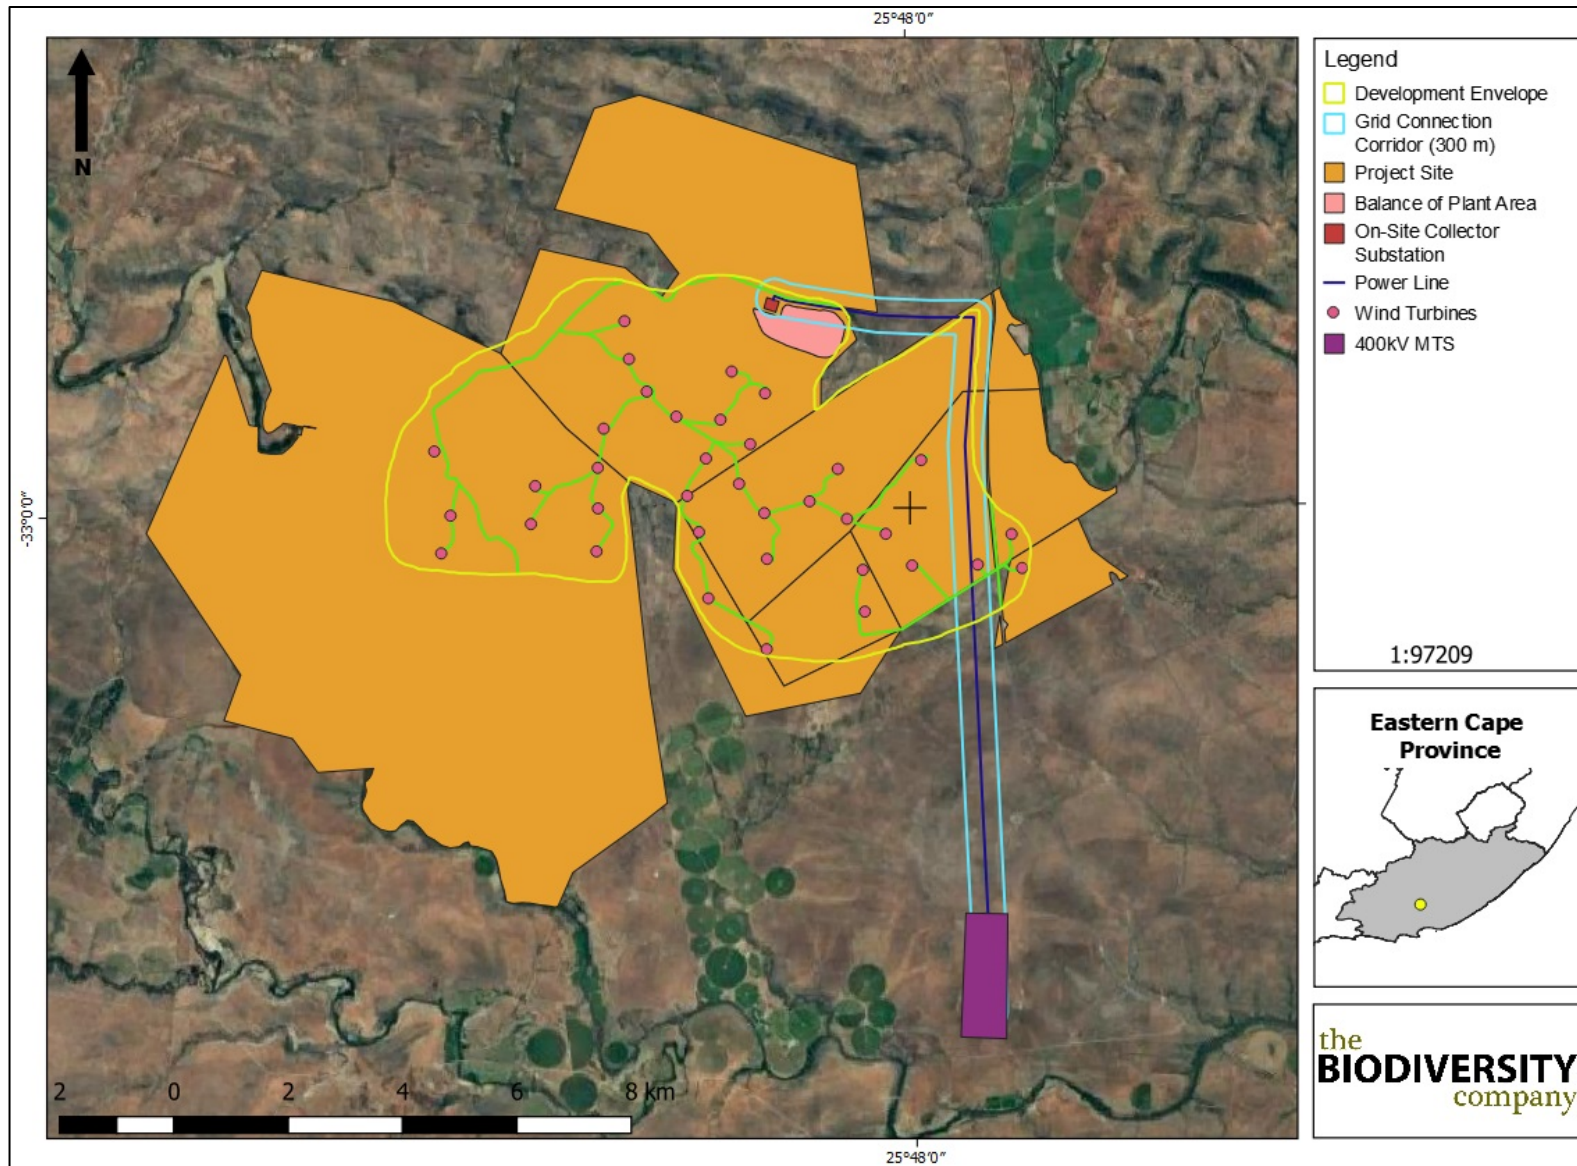 25°48'0"
N
-33°0'0"
2 0 2 4 6 8 km
25°48'0"
Legend
Development Envelope
Grid Connection
Corridor (300 m)
Project Site
Balance of Plant Area
On-Site Collector
Substation
Power Line
Wind Turbines
400kV MTS
1:97209
Eastern Cape
Province
the
BIODIVERSITY
company